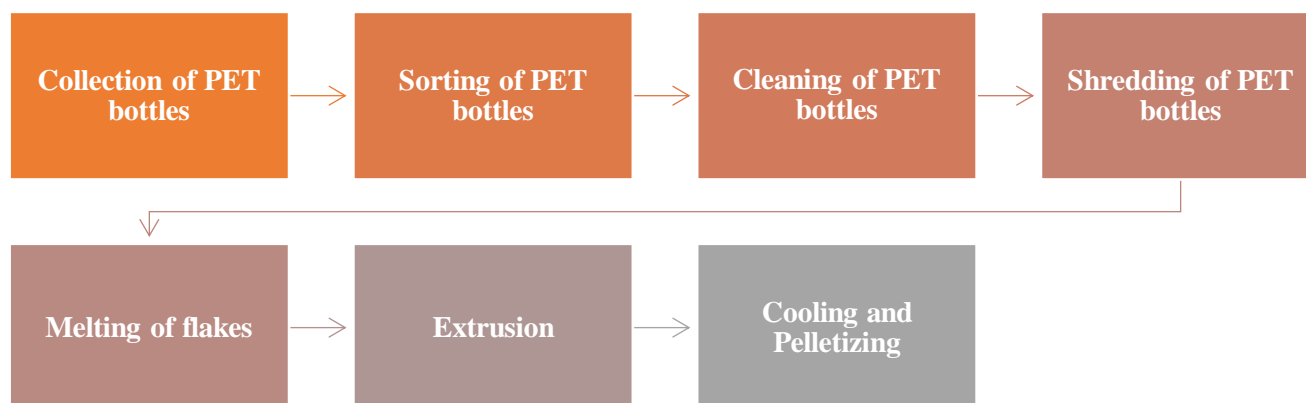 Collection of PET
bottles
Sorting of PET
bottles
Cleaning of PET
bottles
Shredding of PET
bottles
Melting of flakes
Extrusion
Cooling and
Pelletizing